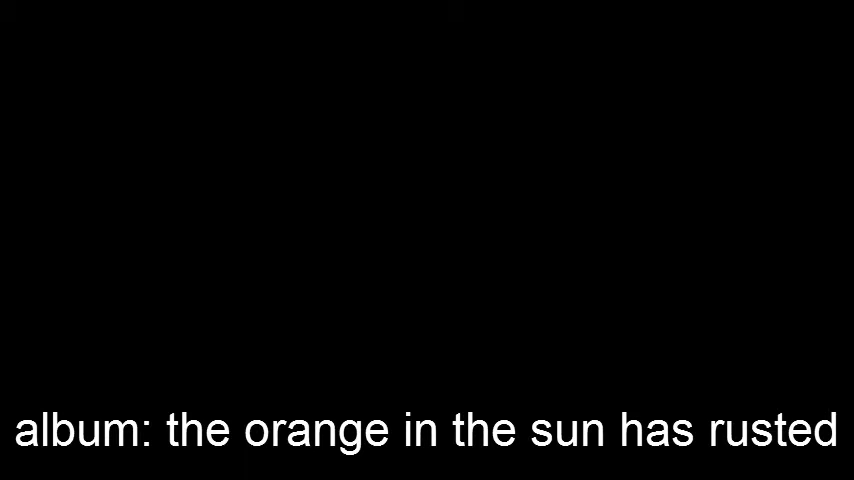 album: the orange in the sun has rusted